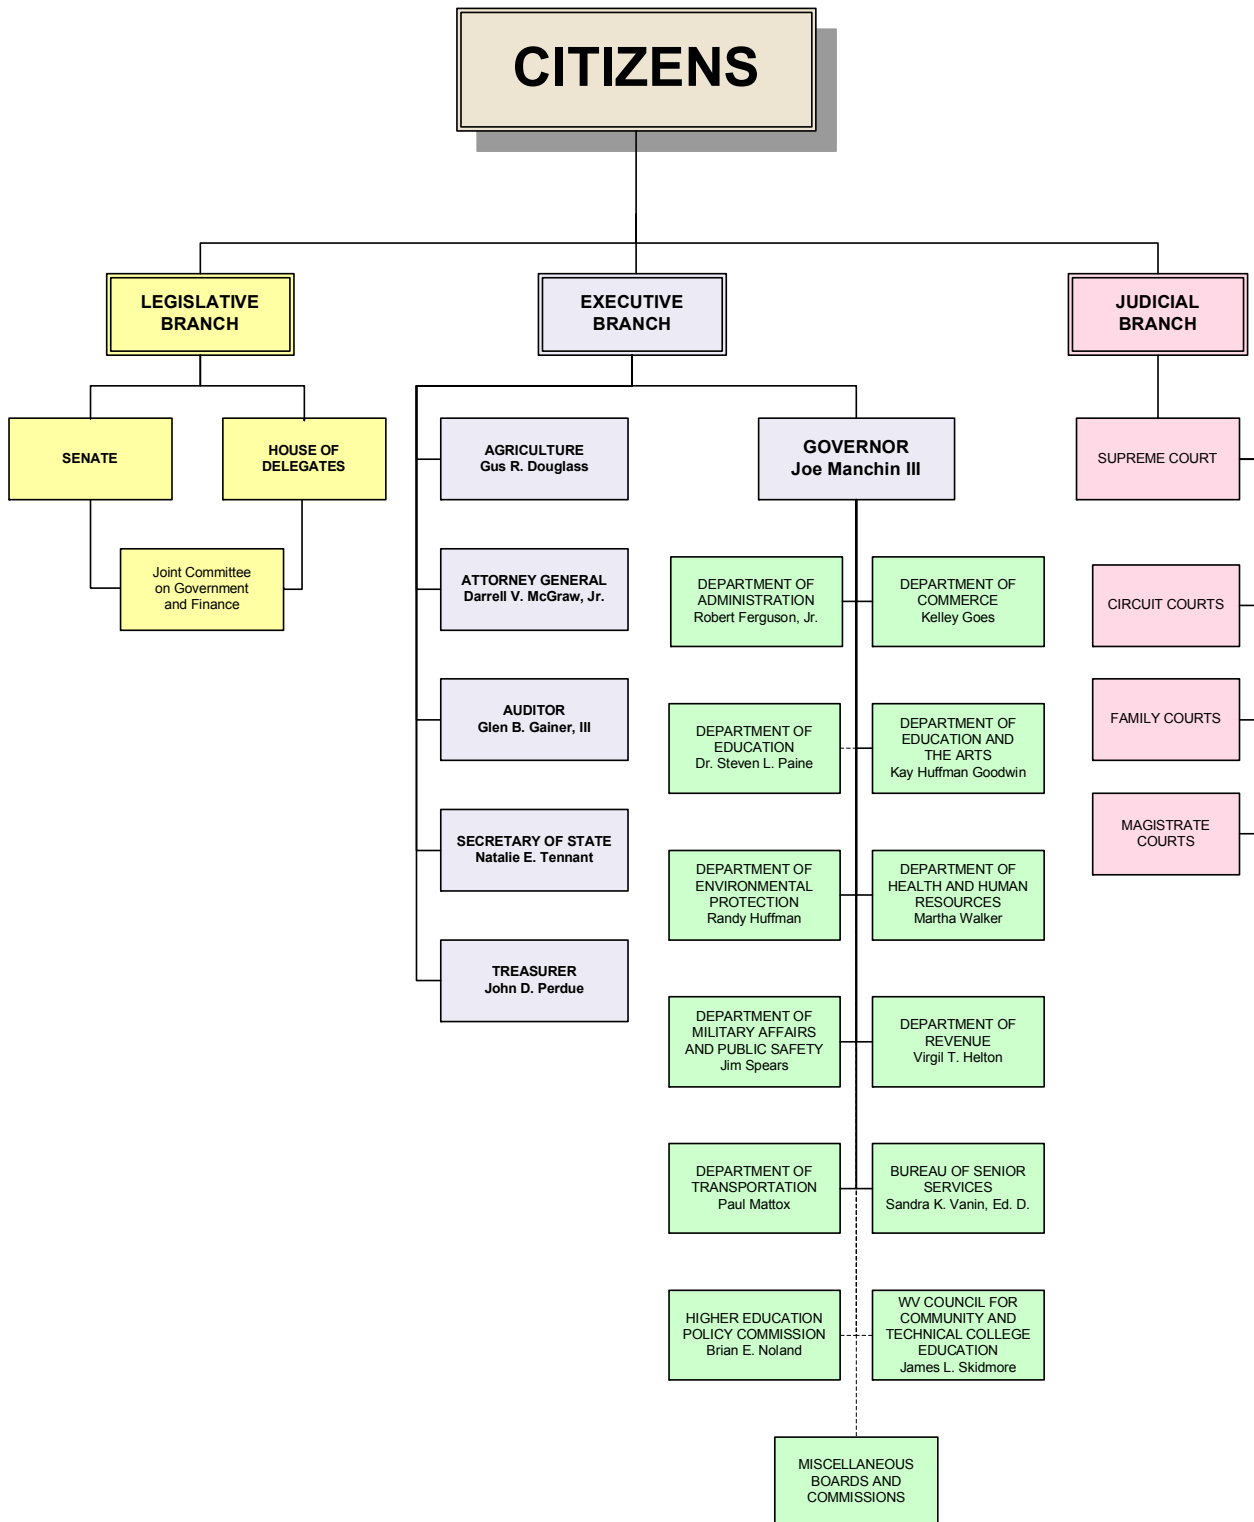 CITIZENS
LEGISLATIVE
BRANCH
EXECUTIVE
BRANCH
JUDICIAL
BRANCH
SENATE
HOUSE OF
DELEGATES
Joint Committee
on Government
and Finance
AGRICULTURE
Gus R. Douglass
ATTORNEY GENERAL
Darrell V. McGraw, Jr.
AUDITOR
Glen B. Gainer, III
SECRETARY OF STATE
Natalie E. Tennant
TREASURER
John D. Perdue
GOVERNOR
Joe Manchin III
DEPARTMENT OF
ADMINISTRATION
Robert Ferguson, Jr.
DEPARTMENT OF
COMMERCE
Kelley Goes
DEPARTMENT OF
EDUCATION
Dr. Steven L. Paine
DEPARTMENT OF
EDUCATION AND
THE ARTS
Kay Huffman Goodwin
DEPARTMENT OF
ENVIRONMENTAL
PROTECTION
Randy Huffman
DEPARTMENT OF
HEALTH AND HUMAN
RESOURCES
Martha Walker
DEPARTMENT OF
MILITARY AFFAIRS
AND PUBLIC SAFETY
Jim Spears
DEPARTMENT OF
REVENUE
Virgil T. Helton
DEPARTMENT OF
TRANSPORTATION
Paul Mattox
BUREAU OF SENIOR
SERVICES
Sandra K. Vanin, Ed. D.
HIGHER EDUCATION
POLICY COMMISSION
Brian E. Noland
WV COUNCIL FOR
COMMUNITY AND
TECHNICAL COLLEGE
EDUCATION
James L. Skidmore
MISCELLANEOUS
BOARDS AND
COMMISSIONS
SUPREME COURT
CIRCUIT COURTS
FAMILY COURTS
MAGISTRATE
COURTS